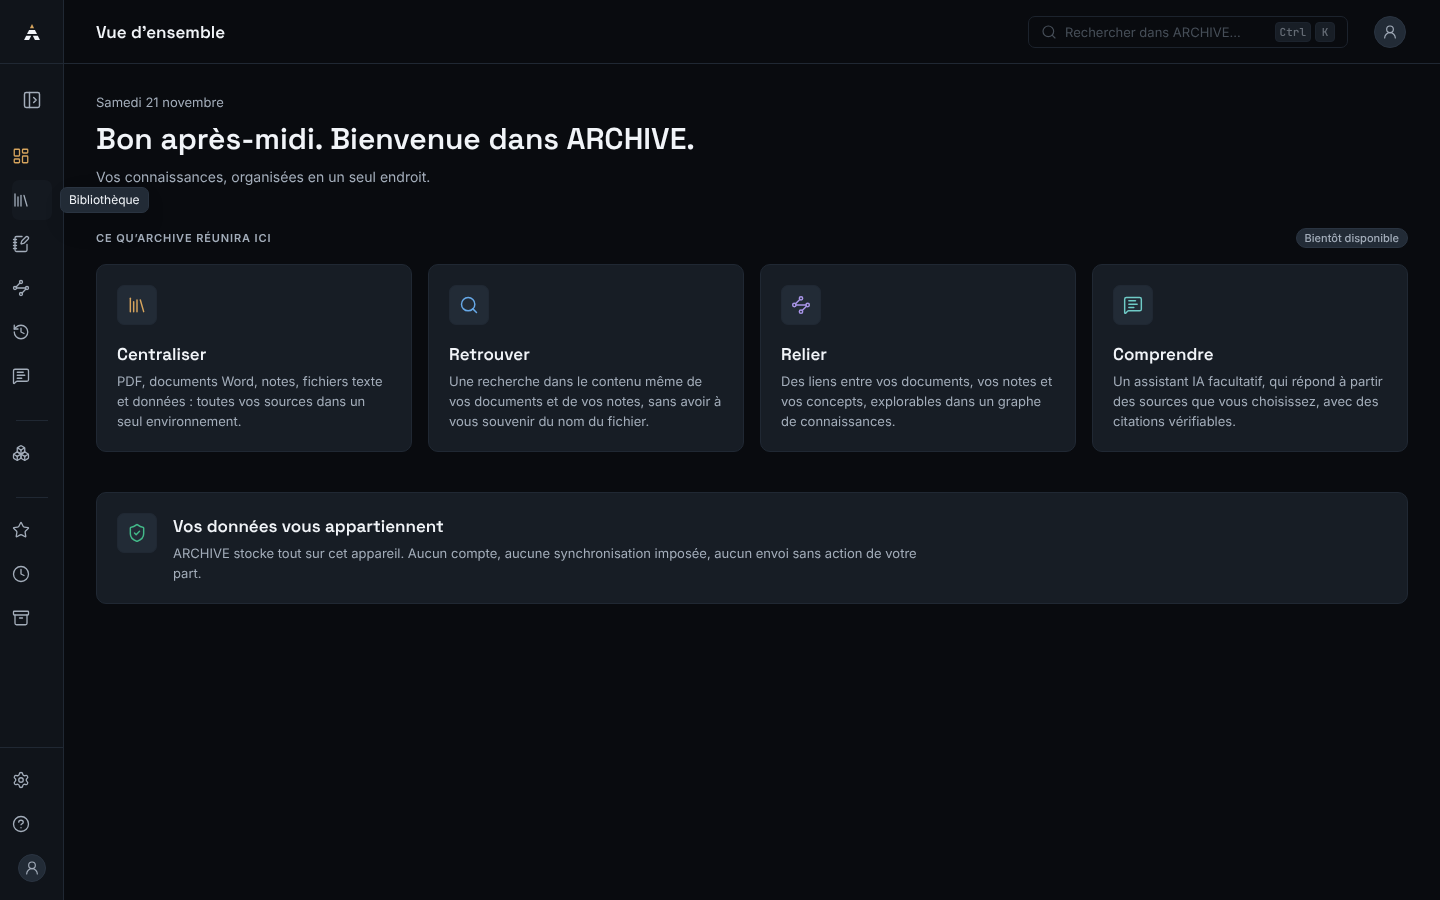 Vue d’ensemble
Rechercher dans ARCHIVE...
Ctrl K
Samedi 21 novembre
Bon après-midi. Bienvenue dans ARCHIVE.
Vos connaissances, organisées en un seul endroit.
Bibliothèque
CE QU’ARCHIVE RÉUNIRA ICI
Bientôt disponible
Centraliser
PDF, documents Word, notes, fichiers texte
et données : toutes vos sources dans un
seul environnement.
Retrouver
Une recherche dans le contenu même de
vos documents et de vos notes, sans avoir à
vous souvenir du nom du fichier.
Relier
Des liens entre vos documents, vos notes et
vos concepts, explorables dans un graphe
de connaissances.
Comprendre
Un assistant IA facultatif, qui répond à partir
des sources que vous choisissez, avec des
citations vérifiables.
Vos données vous appartiennent
ARCHIVE stocke tout sur cet appareil. Aucun compte, aucune synchronisation imposée, aucun envoi sans action de votre
part.